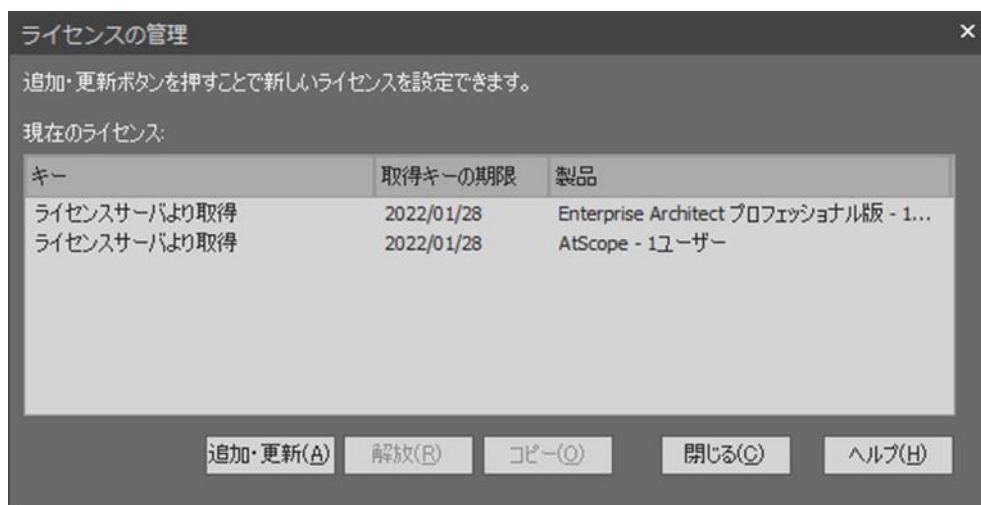 ライセンスの管理 ×
追加・更新ボタンを押すことで新しいライセンスを設定できます。
現在のライセンス:
キー 取得キーの期限 製品
ライセンスサーバより取得 2022/01/28 Enterprise Architect プロフェッショナル版 - 1...
ライセンスサーバより取得 2022/01/28 AtScope - 1ユーザー
追加・更新(A) 解放(R) コピー(O) 閉じる(C) ヘルプ(H)